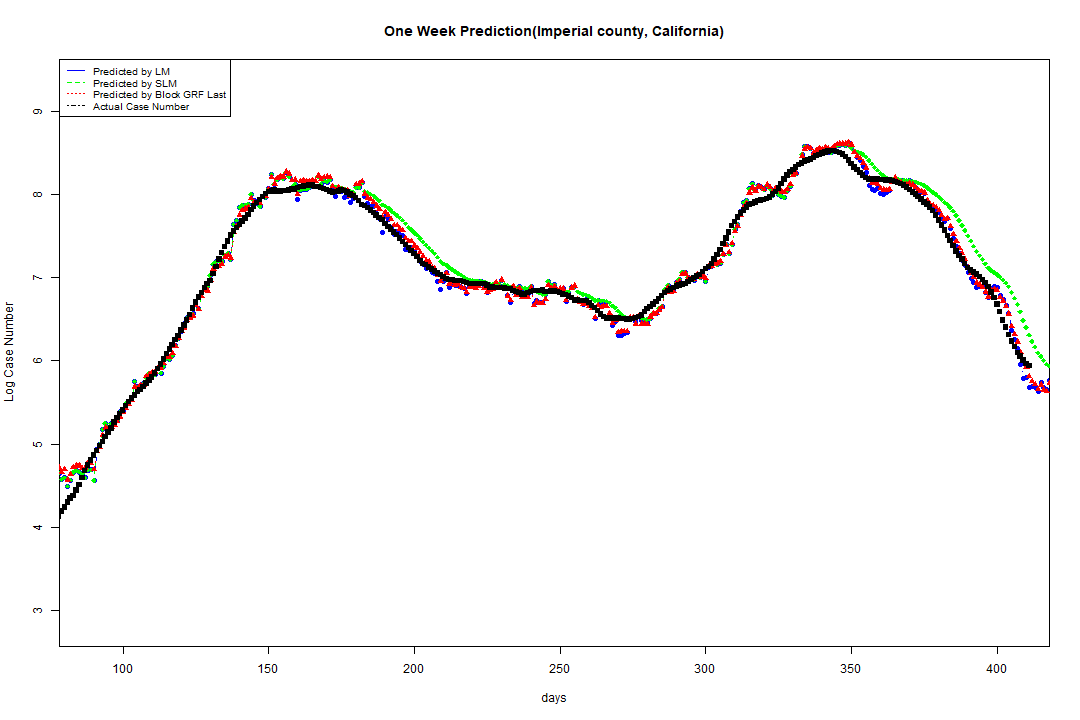 One Week Prediction(Imperial county, California)
Predicted by LM
Predicted by SLM
Predicted by Block GRF Last
Actual Case Number
9
8
7
6
5
4
3
Log Case Number
100 150 200 250 300 350 400
days